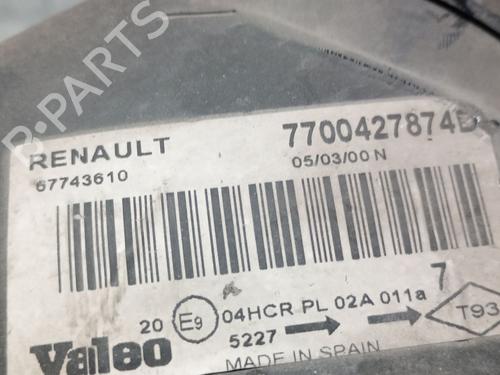 B-PARTS
RENAULT
7700427874D
67743610
05/03/00 N
7
20 E9 04HCR PL 02A 011a
5227
T93
Valeo
MADE IN SPAIN